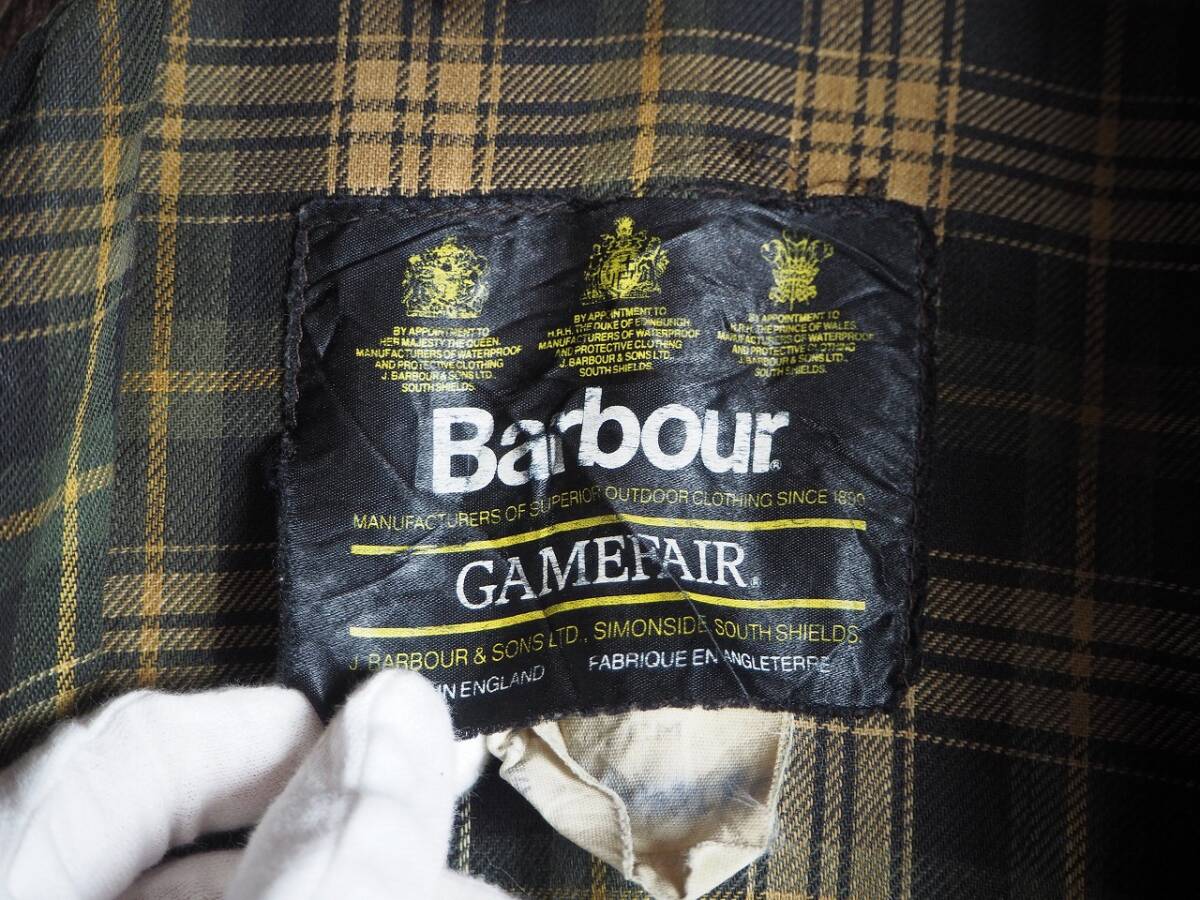 BY APPOINTMENT TO
HER MAJESTY THE QUEEN.
MANUFACTURERS OF WATERPROOF
AND PROTECTIVE CLOTHING
J. BARBOUR & SONS LTD.
SOUTH SHIELDS.
BY APPOINTMENT TO
H.R.H. THE DUKE OF EDINBURGH
MANUFACTURERS OF WATERPROOF
AND PROTECTIVE CLOTHING
J. BARBOUR & SONS LTD.
SOUTH SHIELDS.
BY APPOINTMENT TO
H.R.H. THE PRINCE OF WALES.
MANUFACTURERS OF WATERPROOF
AND PROTECTIVE CLOTHING
J. BARBOUR & SONS LTD.
SOUTH SHIELDS.
Barbour®
MANUFACTURERS OF SUPERIOR OUTDOOR CLOTHING SINCE
GAMEFAIR®
J. BARBOUR & SONS LTD., SIMONSIDE, SOUTH SHIELDS.
IN ENGLAND FABRIQUE EN ANGLETERRE